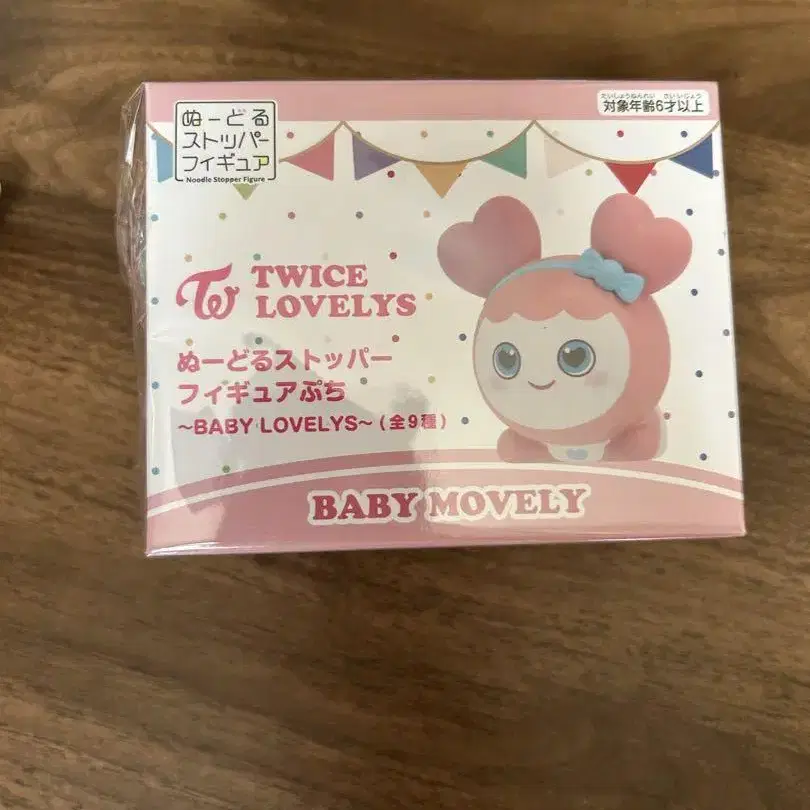 ぬーどる
ストッパー
フィギュア
Noodle Stopper Figure
たいしょうねんれい さいいじょう
対象年齢6才以上
TWICE
LOVELYS
ぬーどるストッパー
フィギュアぷち
~BABY LOVELYS~(全9種)
BABY MOVELY